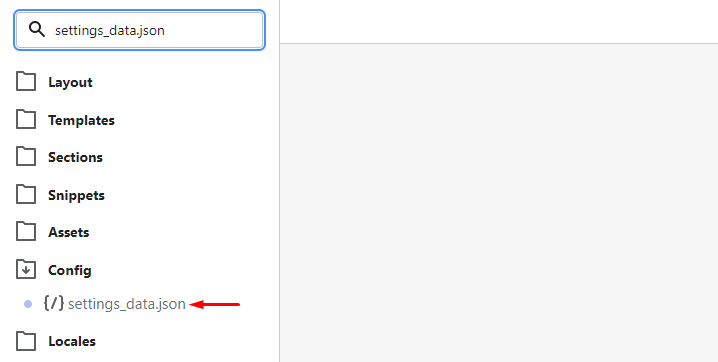 settings_data.json
Layout
Templates
Sections
Snippets
Assets
Config
{/} settings_data.json
Locales